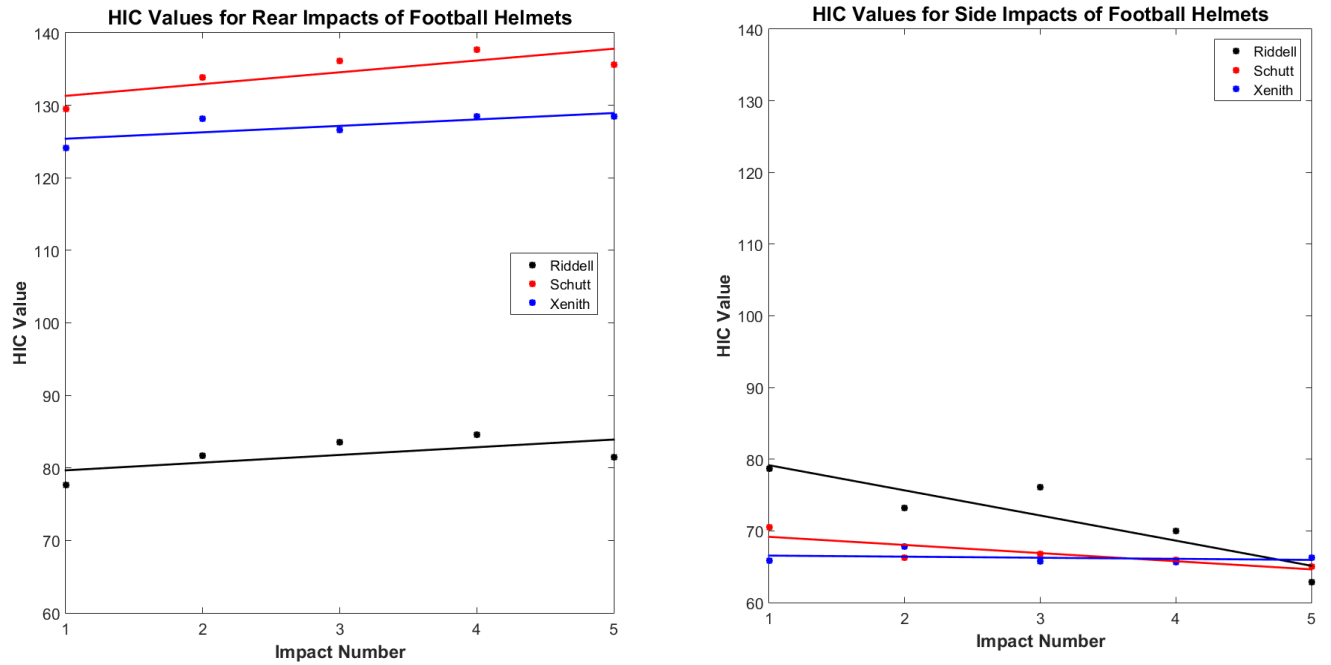 HIC Values for Rear Impacts of Football Helmets
140
130
120
110
100
90
80
70
60
HIC Value
Riddell
Schutt
Xenith
1 2 3 4 5
Impact Number
HIC Values for Side Impacts of Football Helmets
140
130
120
110
100
90
80
70
60
HIC Value
Riddell
Schutt
Xenith
1 2 3 4 5
Impact Number